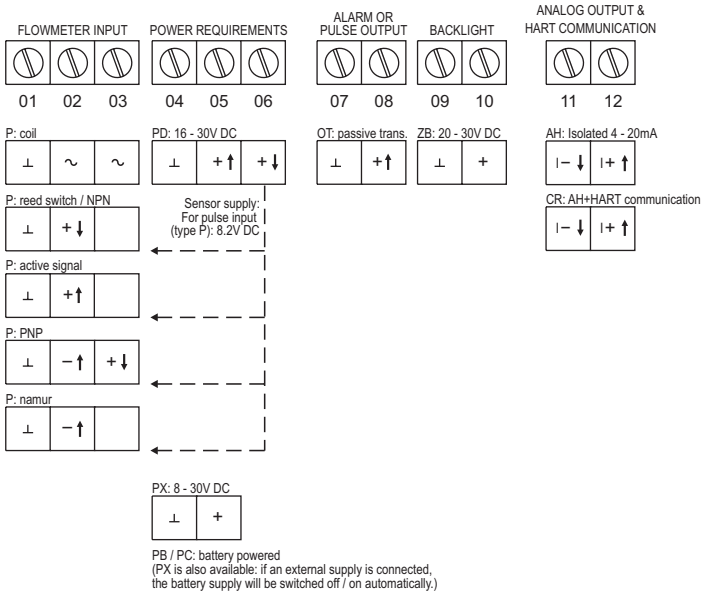 FLOWMETER INPUT
POWER REQUIREMENTS
ALARM OR
PULSE OUTPUT
BACKLIGHT
ANALOG OUTPUT &
HART COMMUNICATION
01 02 03 04 05 06 07 08 09 10 11 12
P: coil
⊥ ~ ~
PD: 16 - 30V DC
⊥ +↑ +↓
OT: passive trans.
⊥ +↑
ZB: 20 - 30V DC
⊥ +
AH: Isolated 4 - 20mA
I- ↓ I+ ↑
P: reed switch / NPN
⊥ +↓
Sensor supply:
For pulse input
(type P): 8.2V DC
CR: AH+HART communication
I- ↓ I+ ↑
P: active signal
⊥ +↑
P: PNP
⊥ -↑ +↓
P: namur
⊥ -↑
PX: 8 - 30V DC
⊥ +
PB / PC: battery powered
(PX is also available: if an external supply is connected,
the battery supply will be switched off / on automatically.)